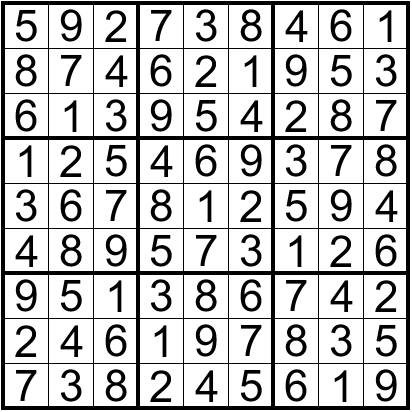 5 9 2 7 3 8 4 6 1
8 7 4 6 2 1 9 5 3
6 1 3 9 5 4 2 8 7
1 2 5 4 6 9 3 7 8
3 6 7 8 1 2 5 9 4
4 8 9 5 7 3 1 2 6
9 5 1 3 8 6 7 4 2
2 4 6 1 9 7 8 3 5
7 3 8 2 4 5 6 1 9